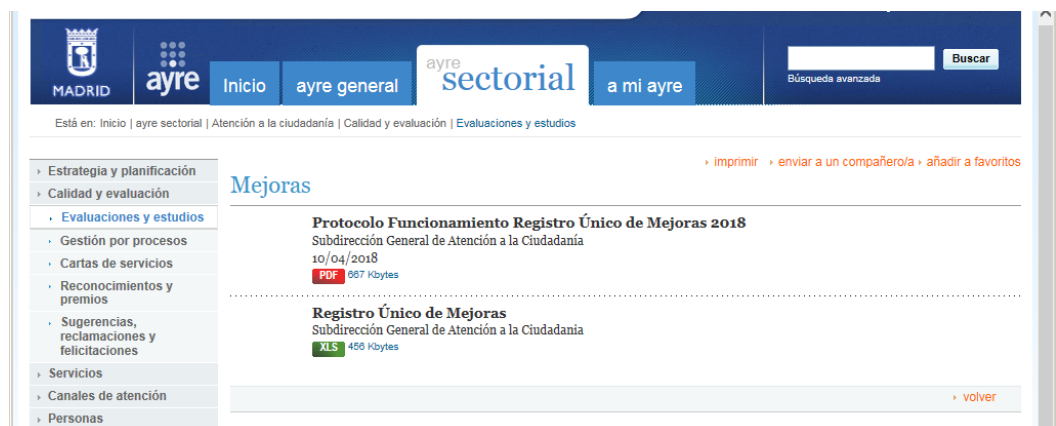 MADRID
ayre
Inicio
ayre general
ayre
sectorial
a mi ayre
Buscar
Búsqueda avanzada
Está en: Inicio | ayre sectorial | Atención a la ciudadanía | Calidad y evaluación | Evaluaciones y estudios
imprimir enviar a un compañero/a añadir a favoritos
Estrategia y planificación
Calidad y evaluación
Evaluaciones y estudios
Gestión por procesos
Cartas de servicios
Reconocimientos y
premios
Sugerencias,
reclamaciones y
felicitaciones
Servicios
Canales de atención
Personas
Mejoras
Protocolo Funcionamiento Registro Único de Mejoras 2018
Subdirección General de Atención a la Ciudadanía
10/04/2018
PDF 667 Kbytes
Registro Único de Mejoras
Subdirección General de Atención a la Ciudadania
XLS 456 Kbytes
volver